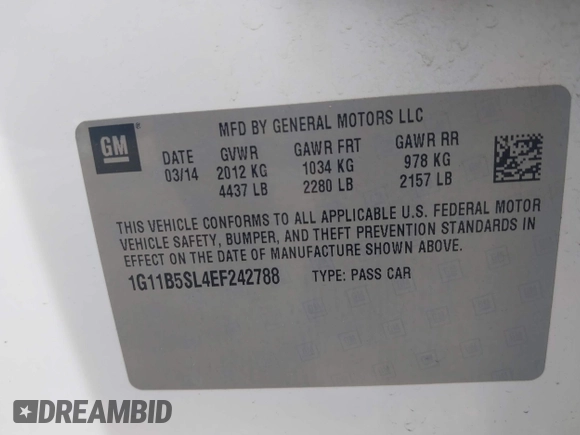 GM
MFD BY GENERAL MOTORS LLC
DATE GVWR GAWR FRT GAWR RR
03/14 2012 KG 1034 KG 978 KG
4437 LB 2280 LB 2157 LB
THIS VEHICLE CONFORMS TO ALL APPLICABLE U.S. FEDERAL MOTOR
VEHICLE SAFETY, BUMPER, AND THEFT PREVENTION STANDARDS IN
EFFECT ON THE DATE OF MANUFACTURE SHOWN ABOVE.
1G11B5SL4EF242788 TYPE: PASS CAR
DREAMBID